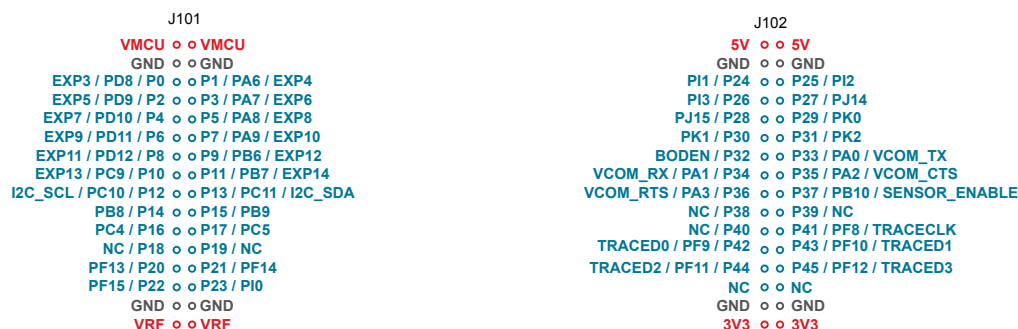 J101
VMCU VMCU
GND GND
EXP3 / PD8 / P0 P1 / PA6 / EXP4
EXP5 / PD9 / P2 P3 / PA7 / EXP6
EXP7 / PD10 / P4 P5 / PA8 / EXP8
EXP9 / PD11 / P6 P7 / PA9 / EXP10
EXP11 / PD12 / P8 P9 / PB6 / EXP12
EXP13 / PC9 / P10 P11 / PB7 / EXP14
I2C_SCL / PC10 / P12 P13 / PC11 / I2C_SDA
PB8 / P14 P15 / PB9
PC4 / P16 P17 / PC5
NC / P18 P19 / NC
PF13 / P20 P21 / PF14
PF15 / P22 P23 / PI0
GND GND
VRF VRF
J102
5V 5V
GND GND
PI1 / P24 P25 / PI2
PI3 / P26 P27 / PJ14
PJ15 / P28 P29 / PK0
PK1 / P30 P31 / PK2
BODEN / P32 P33 / PA0 / VCOM_TX
VCOM_RX / PA1 / P34 P35 / PA2 / VCOM_CTS
VCOM_RTS / PA3 / P36 P37 / PB10 / SENSOR_ENABLE
NC / P38 P39 / NC
NC / P40 P41 / PF8 / TRACECLK
TRACED0 / PF9 / P42 P43 / PF10 / TRACED1
TRACED2 / PF11 / P44 P45 / PF12 / TRACED3
NC NC
GND GND
3V3 3V3